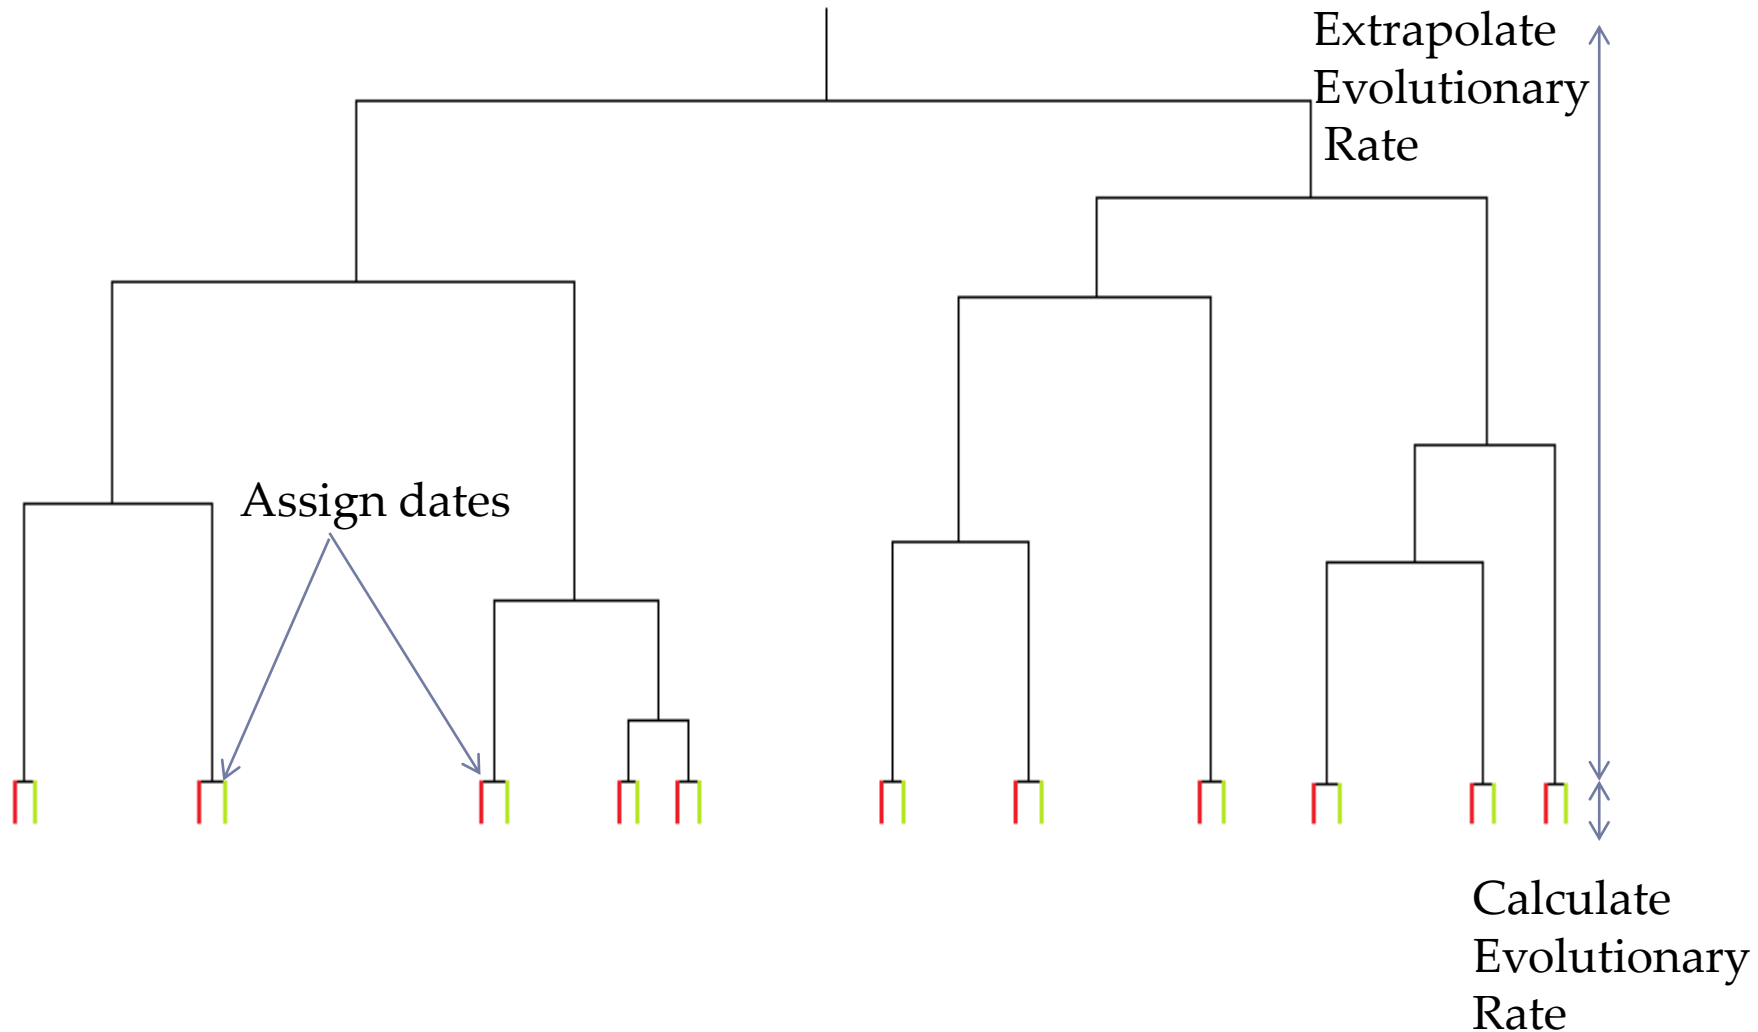 Extrapolate
Evolutionary
Rate
Assign dates
Calculate
Evolutionary
Rate